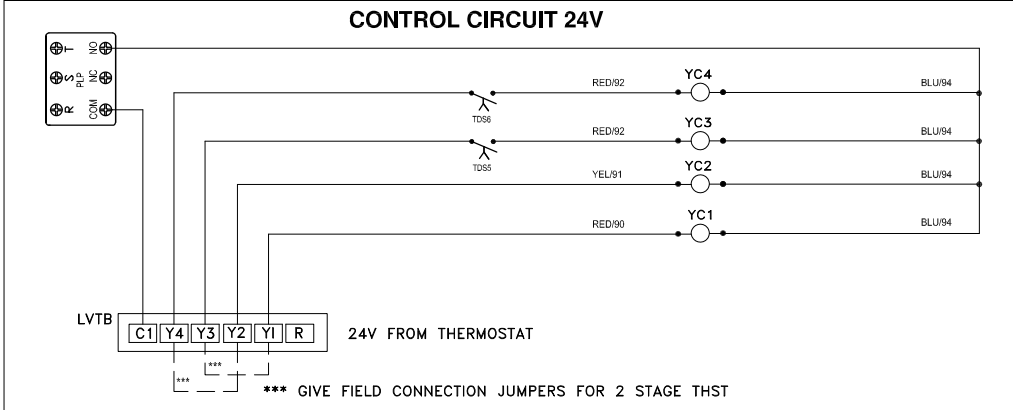 CONTROL CIRCUIT 24V
T NO
S PLP NC
R COM
RED/92 YC4 BLU/94
TDS6
RED/92 YC3 BLU/94
TDS5
YEL/91 YC2 BLU/94
RED/90 YC1 BLU/94
LVTB
C1 Y4 Y3 Y2 Y1 R
24V FROM THERMOSTAT
***
***
*** GIVE FIELD CONNECTION JUMPERS FOR 2 STAGE THST